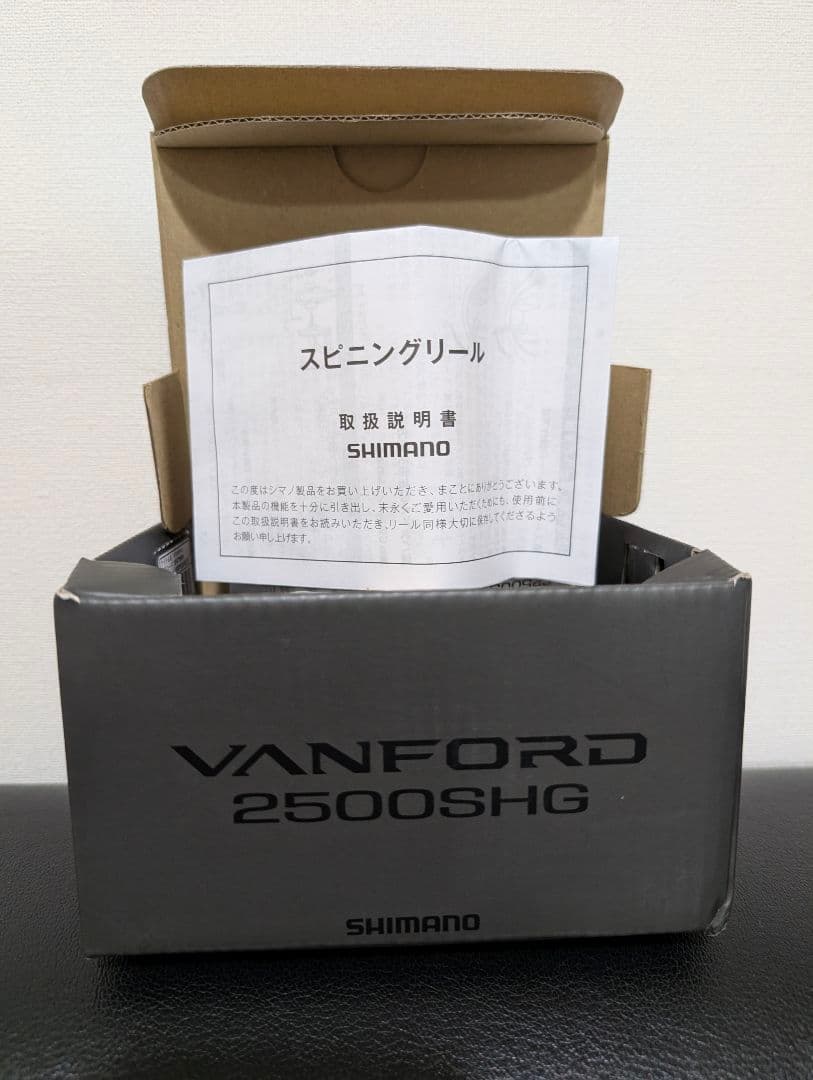 スピニングリール
取扱説明書
SHIMANO
この度はシマノ製品をお買い上げいただき、まことにありがとうございます。
本製品の機能を十分に引き出し、末永くご愛用いただくためにも、使用前に
この取扱説明書をお読みいただき、リール同様大切に保存してくださるよう
お願い申し上げます。
VANFORD
2500SHG
SHIMANO